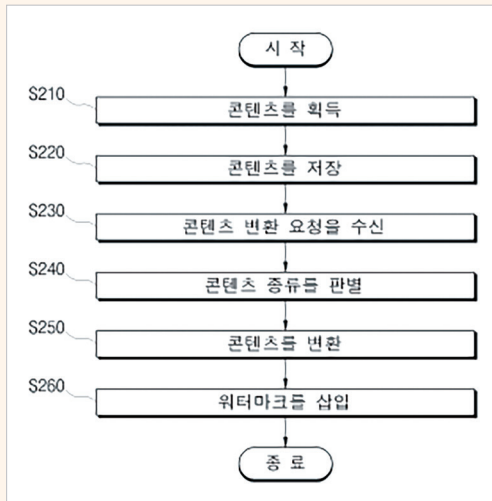 시 작
S210
콘텐츠를 획득
S220
콘텐츠를 저장
S230
콘텐츠 변환 요청을 수신
S240
콘텐츠 종류를 판별
S250
콘텐츠를 변환
S260
워터마크를 삽입
종 료